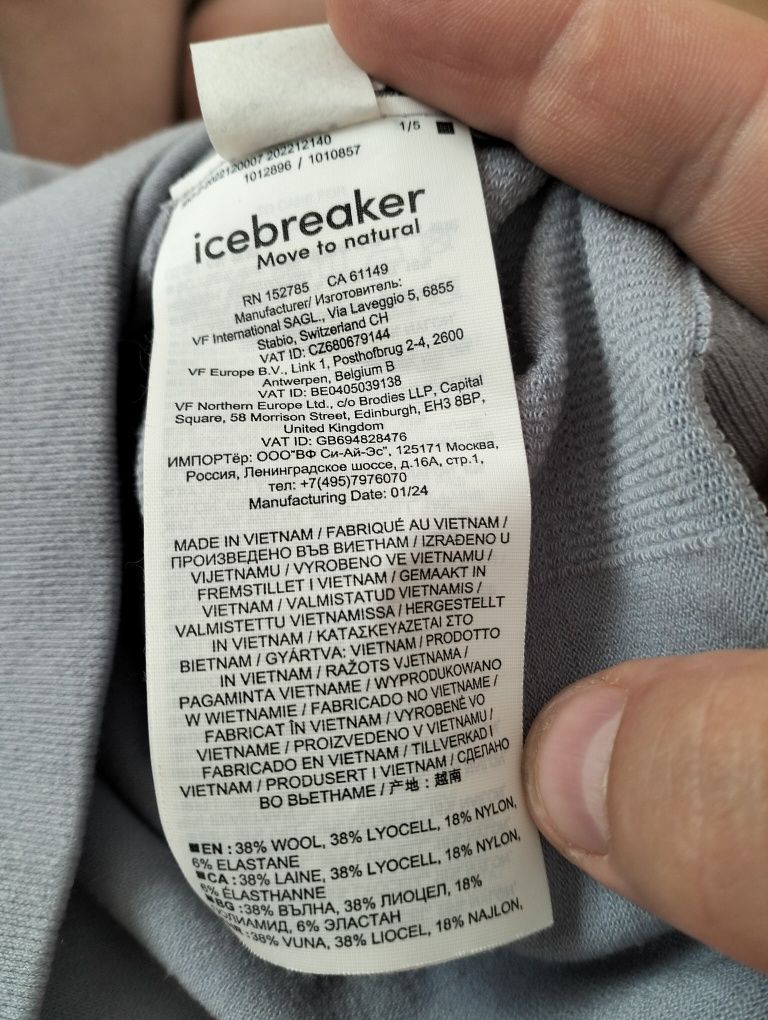 1/5
202212140
1012896 / 1010857
icebreaker
Move to natural
RN 152785 CA 61149
Manufacturer/ Изготовитель:
VF International SAGL., Via Laveggio 5, 6855
Stabio, Switzerland CH
VAT ID: CZ680679144
VF Europe B.V., Link 1, Posthofbrug 2-4, 2600
Antwerpen, Belgium B
VAT ID: BE0405039138
VF Northern Europe Ltd., c/o Brodies LLP, Capital
Square, 58 Morrison Street, Edinburgh, EH3 8BP,
United Kingdom
VAT ID: GB694828476
ИМПОРТёр: ООО"ВФ Си-Ай-Эс", 125171 Москва,
Россия, Ленинградское шоссе, д.16А, стр.1,
тел: +7(495)7976070
Manufacturing Date: 01/24
MADE IN VIETNAM / FABRIQUÉ AU VIETNAM /
ПРОИЗВЕДЕНО ВЪВ ВИЕТНАМ / IZRAĐENO U
VIJETNAMU / VYROBENO VE VIETNAMU /
FREMSTILLET I VIETNAM / GEMAAKT IN
VIETNAM / VALMISTATUD VIETNAMIS /
VALMISTETTU VIETNAMISSA / HERGESTELLT
IN VIETNAM / ΚΑΤΑΣΚΕΥΑΖΕΤΑΙ ΣΤΟ
ΒΙΕΤΝΑΜ / GYÁRTVA: VIETNAM / PRODOTTO
IN VIETNAM / RAŽOTS VJETNAMA /
PAGAMINTA VIETNAME / WYPRODUKOWANO
W WIETNAMIE / FABRICADO NO VIETNAME /
FABRICAT ÎN VIETNAM / VYROBENÉ VO
VIETNAME / PROIZVEDENO V VIETNAMU /
FABRICADO EN VIETNAM / TILLVERKAD I
VIETNAM / PRODUSERT I VIETNAM / СДЕЛАНО
ВО ВЬЕТНАМЕ / 产地：越南
EN : 38% WOOL, 38% LYOCELL, 18% NYLON,
6% ELASTANE
CA : 38% LAINE, 38% LYOCELL, 18% NYLON,
6% ÉLASTHANNE
BG : 38% ВЪЛНА, 38% ЛИОЦЕЛ, 18%
6% ЕЛАСТАН
38% VUNA, 38% LIOCEL, 18% NAJLON,